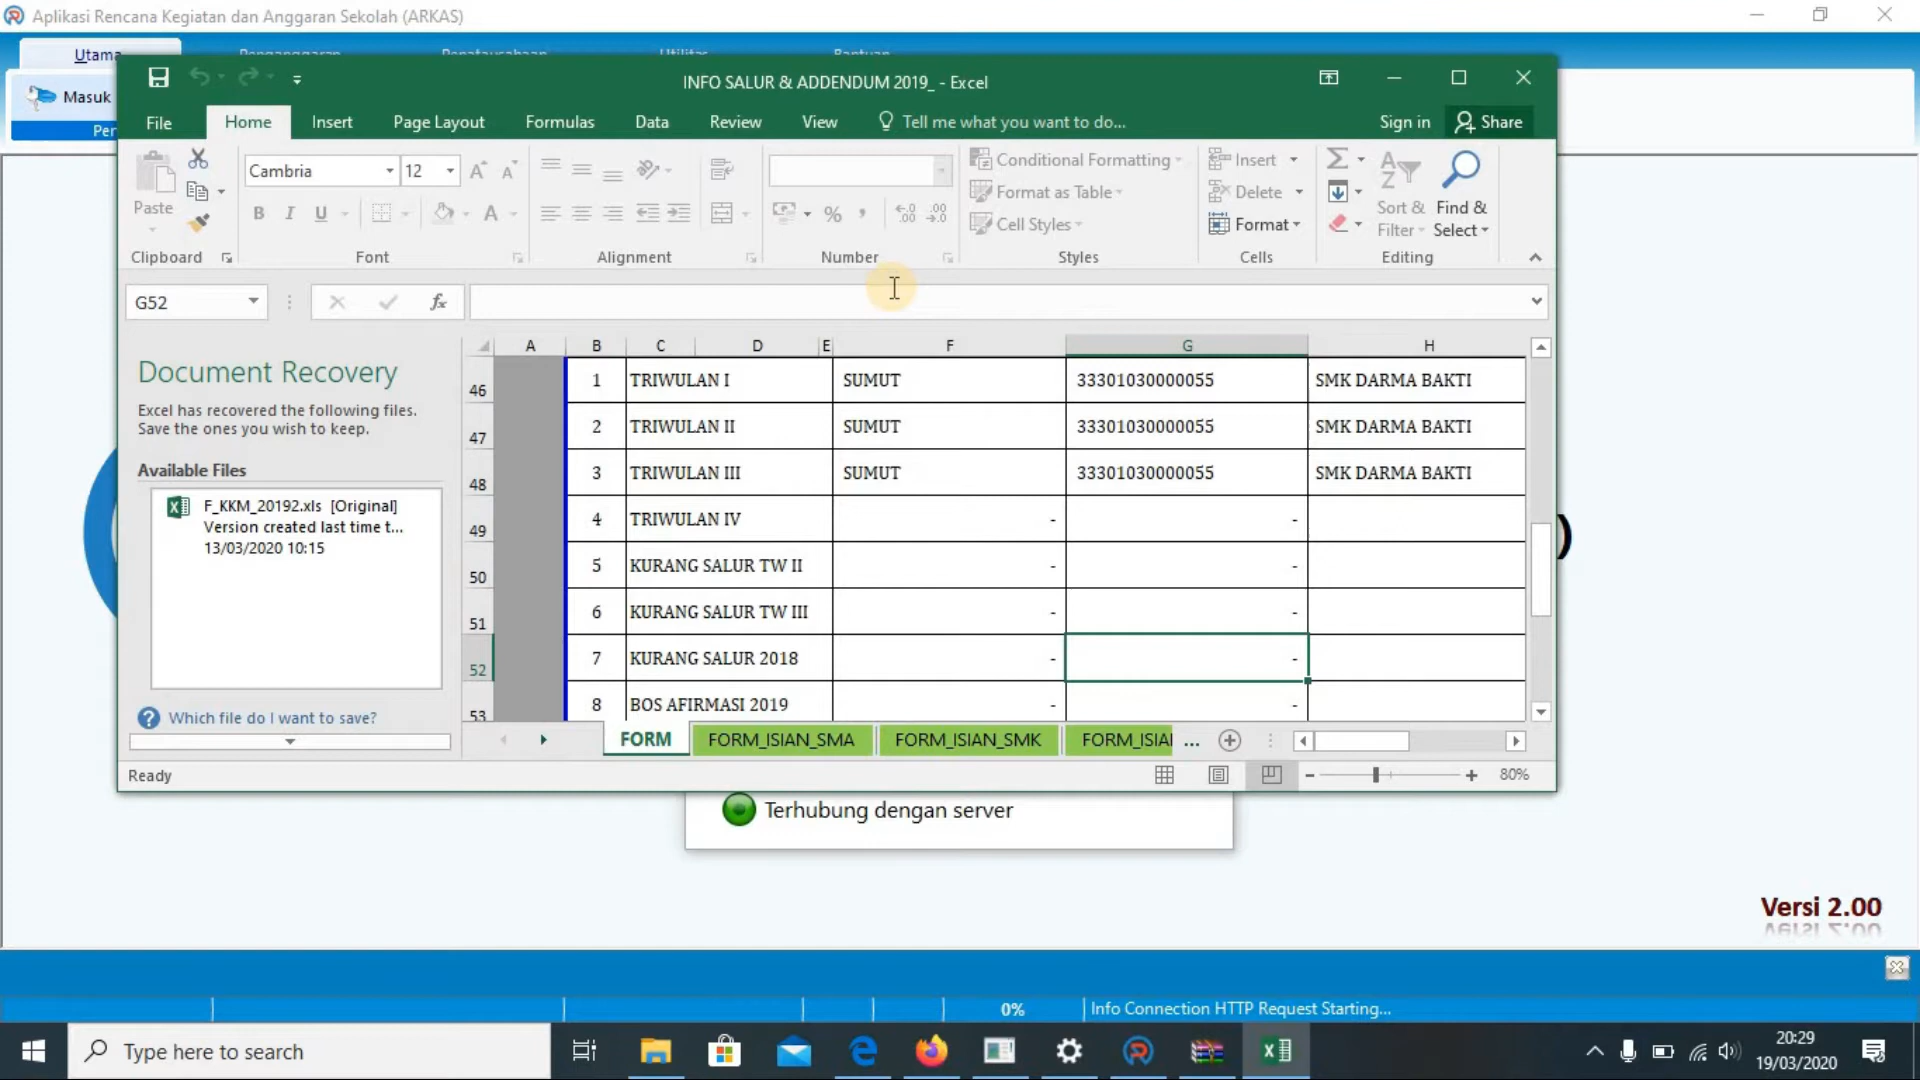 Aplikasi Rencana Kegiatan dan Anggaran Sekolah (ARKAS)
Utama Penganggaran Penatausahaan Utilitas Bantuan
Masuk
Per
INFO SALUR & ADDENDUM 2019_ - Excel
File Home Insert Page Layout Formulas Data Review View Tell me what you want to do... Sign in Share
Cambria 12
Paste
B I U A %
Conditional Formatting
Format as Table
Cell Styles
Insert
Delete
Format
Sort & Filter
Find & Select
Clipboard Font Alignment Number Styles Cells Editing
G52 fx
Document Recovery
Excel has recovered the following files.
Save the ones you wish to keep.
Available Files
F_KKM_20192.xls [Original]
Version created last time t...
13/03/2020 10:15
Which file do I want to save?
A B C D E F G H
46 1 TRIWULAN I SUMUT 33301030000055 SMK DARMA BAKTI
47 2 TRIWULAN II SUMUT 33301030000055 SMK DARMA BAKTI
48 3 TRIWULAN III SUMUT 33301030000055 SMK DARMA BAKTI
49 4 TRIWULAN IV - -
50 5 KURANG SALUR TW II - -
51 6 KURANG SALUR TW III - -
52 7 KURANG SALUR 2018 - -
53 8 BOS AFIRMASI 2019 - -
FORM FORM_ISIAN_SMA FORM_ISIAN_SMK FORM_ISIA ...
Ready 80%
)
Terhubung dengan server
Versi 2.00
0% Info Connection HTTP Request Starting...
Type here to search
20:29
19/03/2020